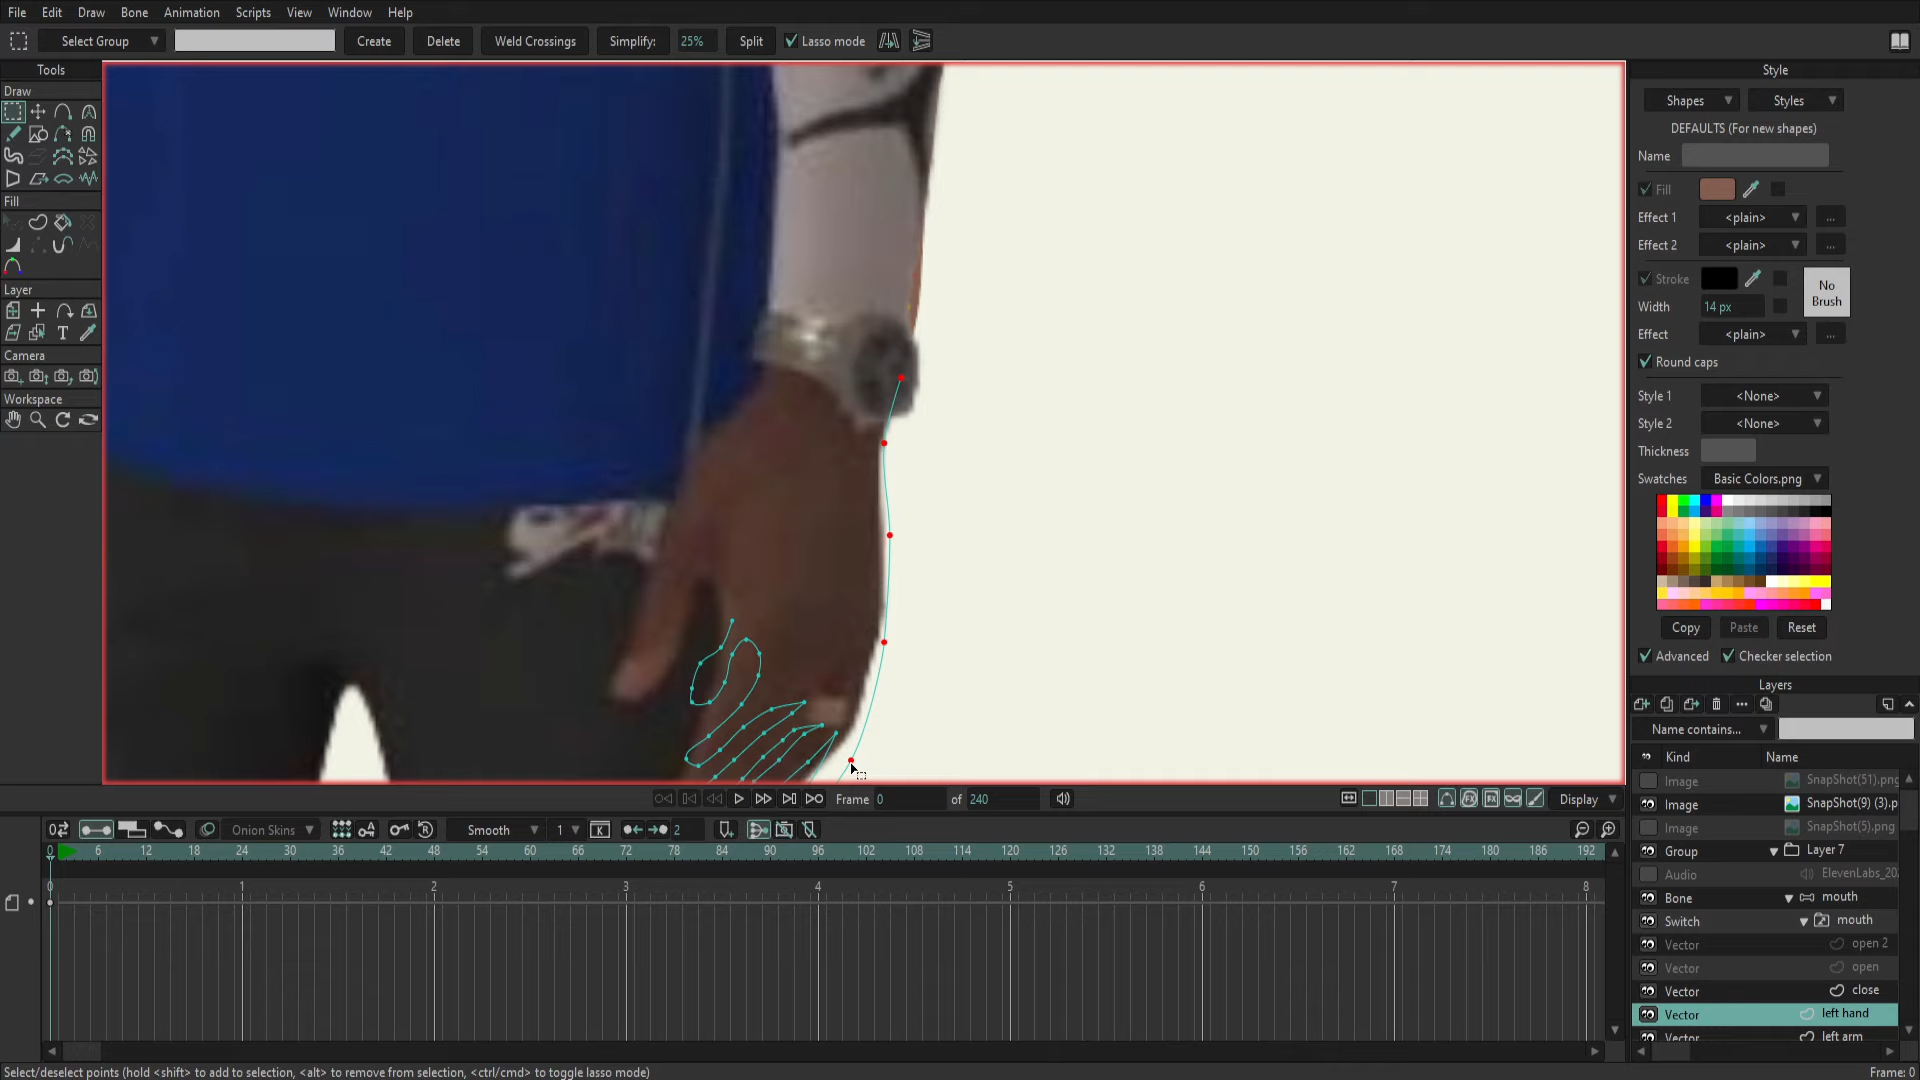 File Edit Draw Bone Animation Scripts View Window Help
Select Group Create Delete Weld Crossings Simplify: 25% Split Lasso mode
Tools
Draw
Fill
Layer
Camera
Workspace
Style
Shapes Styles
DEFAULTS (For new shapes)
Name
Fill
Effect 1 <plain> ...
Effect 2 <plain> ...
Stroke
No
Brush
Width 14 px
Effect <plain> ...
Round caps
Style 1 <None>
Style 2 <None>
Thickness
Swatches Basic Colors.png
Copy Paste Reset
Advanced Checker selection
Layers
Name contains...
Kind Name
Image SnapShot(51).png
Image SnapShot(9) (3).p
Image SnapShot(5).png
Group Layer 7
Audio ElevenLabs_20
Bone mouth
Switch mouth
Vector open 2
Vector open
Vector close
Vector left hand
Vector left arm
Frame 0 of 240 Display
Onion Skins Smooth 1 2
0 6 12 18 24 30 36 42 48 54 60 66 72 78 84 90 96 102 108 114 120 126 132 138 144 150 156 162 168 174 180 186 192
0 1 2 3 4 5 6 7 8
Select/deselect points (hold <shift> to add to selection, <alt> to remove from selection, <ctrl/cmd> to toggle lasso mode) Frame: 0